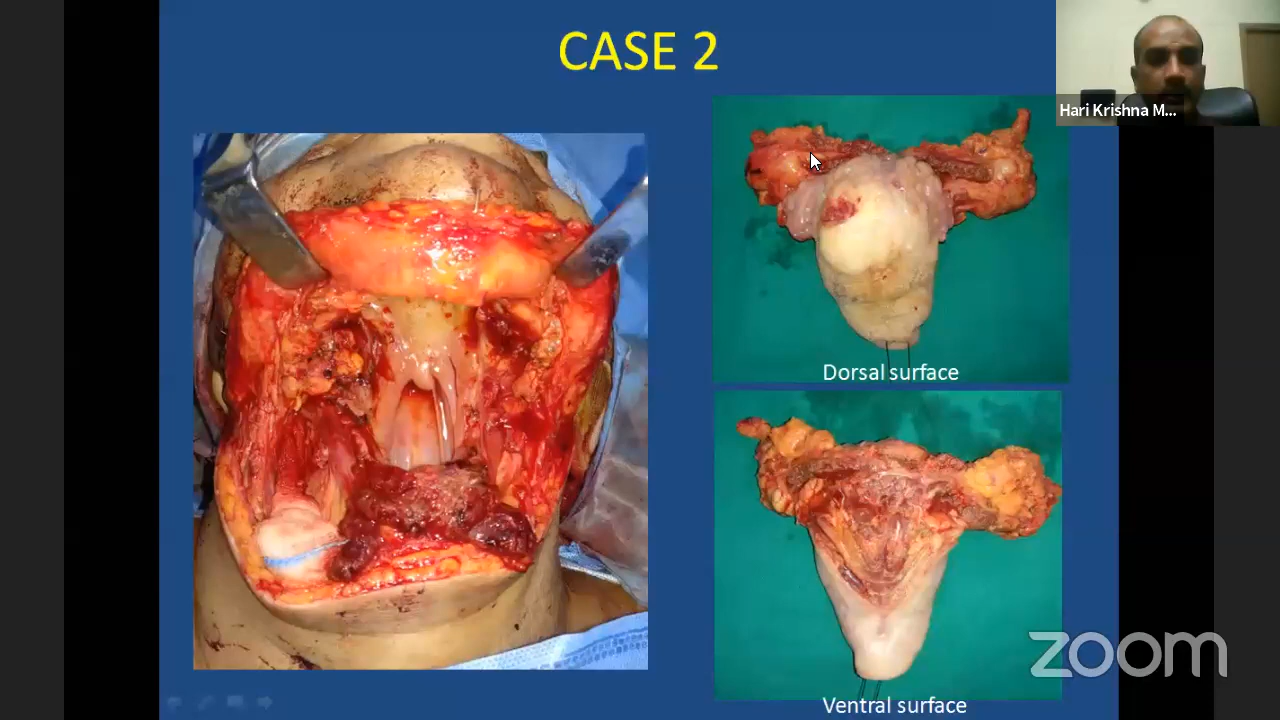 CASE 2
Hari Krishna M...
Dorsal surface
Ventral surface
zoom